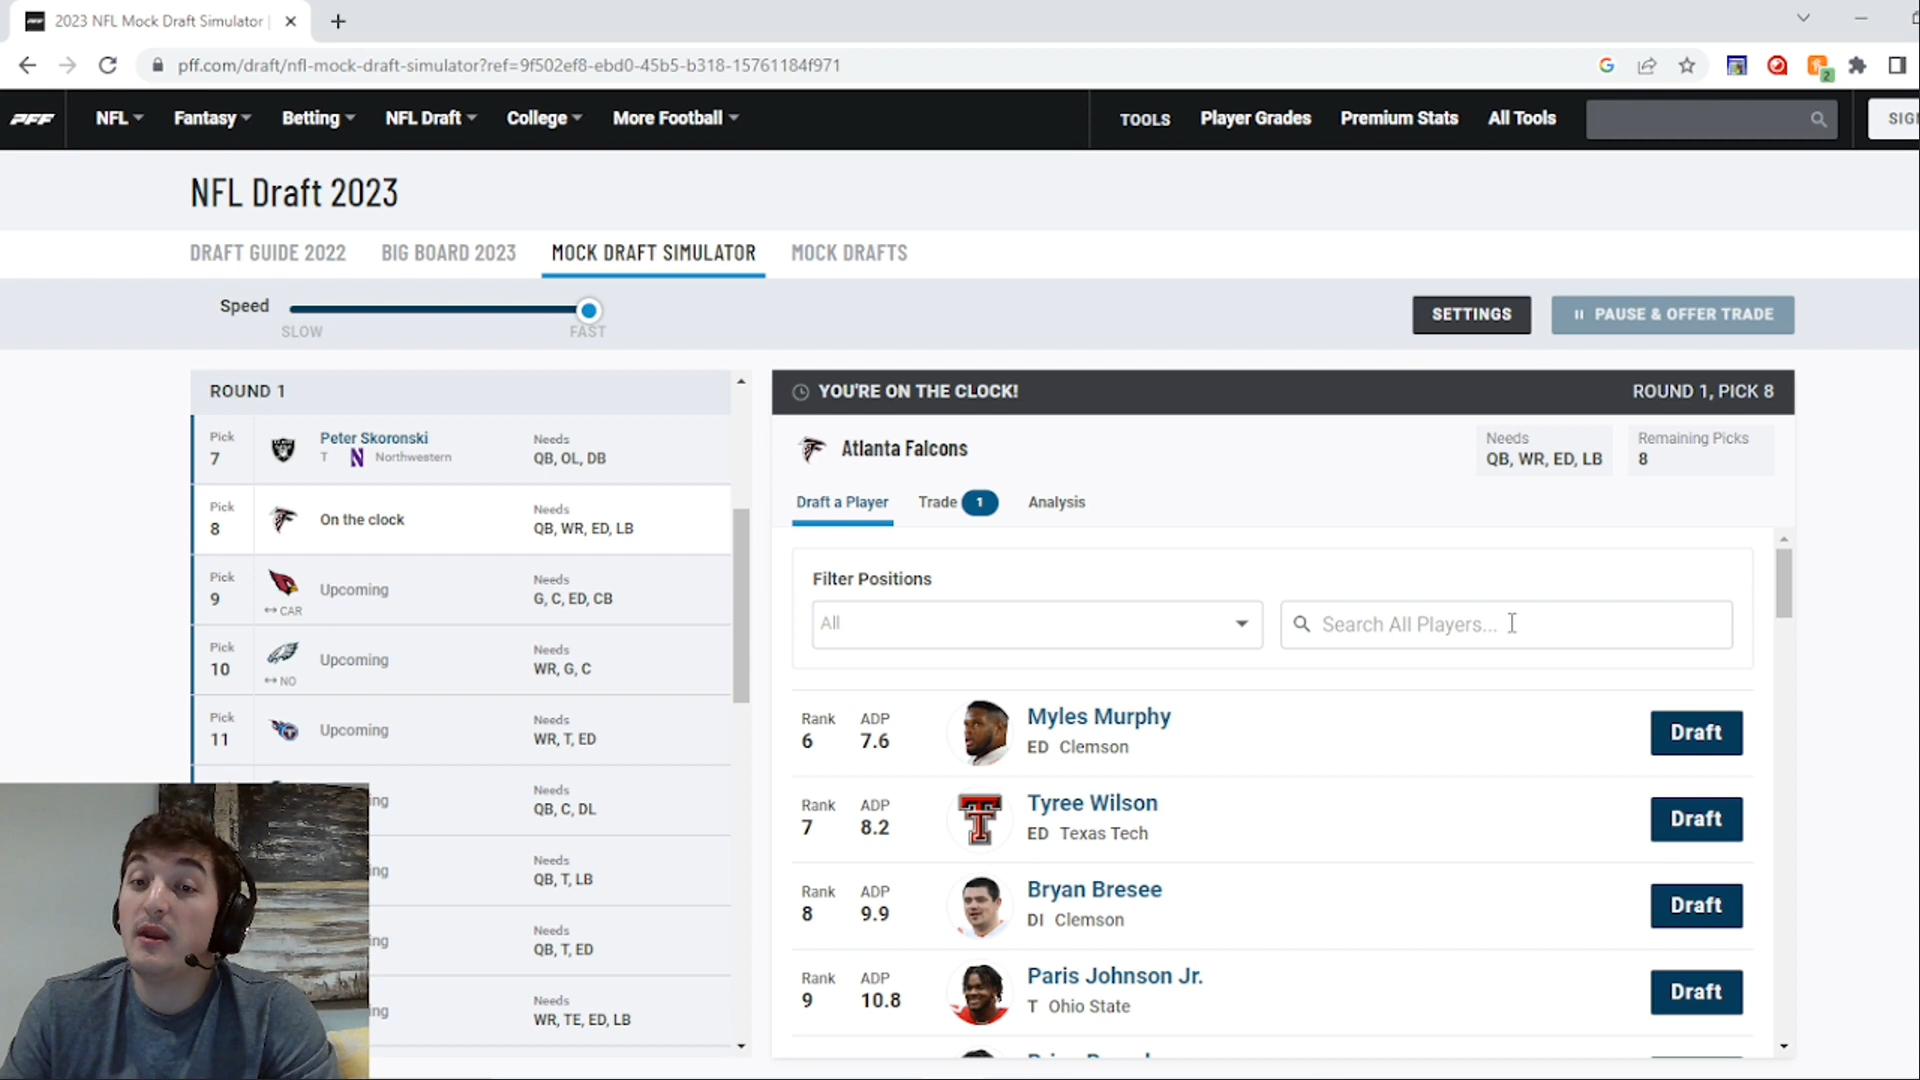 2023 NFL Mock Draft Simulator |
pff.com/draft/nfl-mock-draft-simulator?ref=9f502ef8-ebd0-45b5-b318-15761184f971
2
PFF
NFL
Fantasy
Betting
NFL Draft
College
More Football
TOOLS
Player Grades
Premium Stats
All Tools
SIG
NFL Draft 2023
DRAFT GUIDE 2022
BIG BOARD 2023
MOCK DRAFT SIMULATOR
MOCK DRAFTS
Speed
SLOW
FAST
SETTINGS
PAUSE & OFFER TRADE
ROUND 1
Pick 7
Peter Skoronski
T N Northwestern
Needs
QB, OL, DB
Pick 8
On the clock
Needs
QB, WR, ED, LB
Pick 9
CAR
Upcoming
Needs
G, C, ED, CB
Pick 10
NO
Upcoming
Needs
WR, G, C
Pick 11
Upcoming
Needs
WR, T, ED
ng
Needs
QB, C, DL
ng
Needs
QB, T, LB
ng
Needs
QB, T, ED
ng
Needs
WR, TE, ED, LB
YOU'RE ON THE CLOCK!
ROUND 1, PICK 8
Atlanta Falcons
Needs
QB, WR, ED, LB
Remaining Picks
8
Draft a Player
Trade 1
Analysis
Filter Positions
All
Search All Players...
Rank 6
ADP 7.6
Myles Murphy
ED Clemson
Draft
Rank 7
ADP 8.2
Tyree Wilson
ED Texas Tech
Draft
Rank 8
ADP 9.9
Bryan Bresee
DI Clemson
Draft
Rank 9
ADP 10.8
Paris Johnson Jr.
T Ohio State
Draft